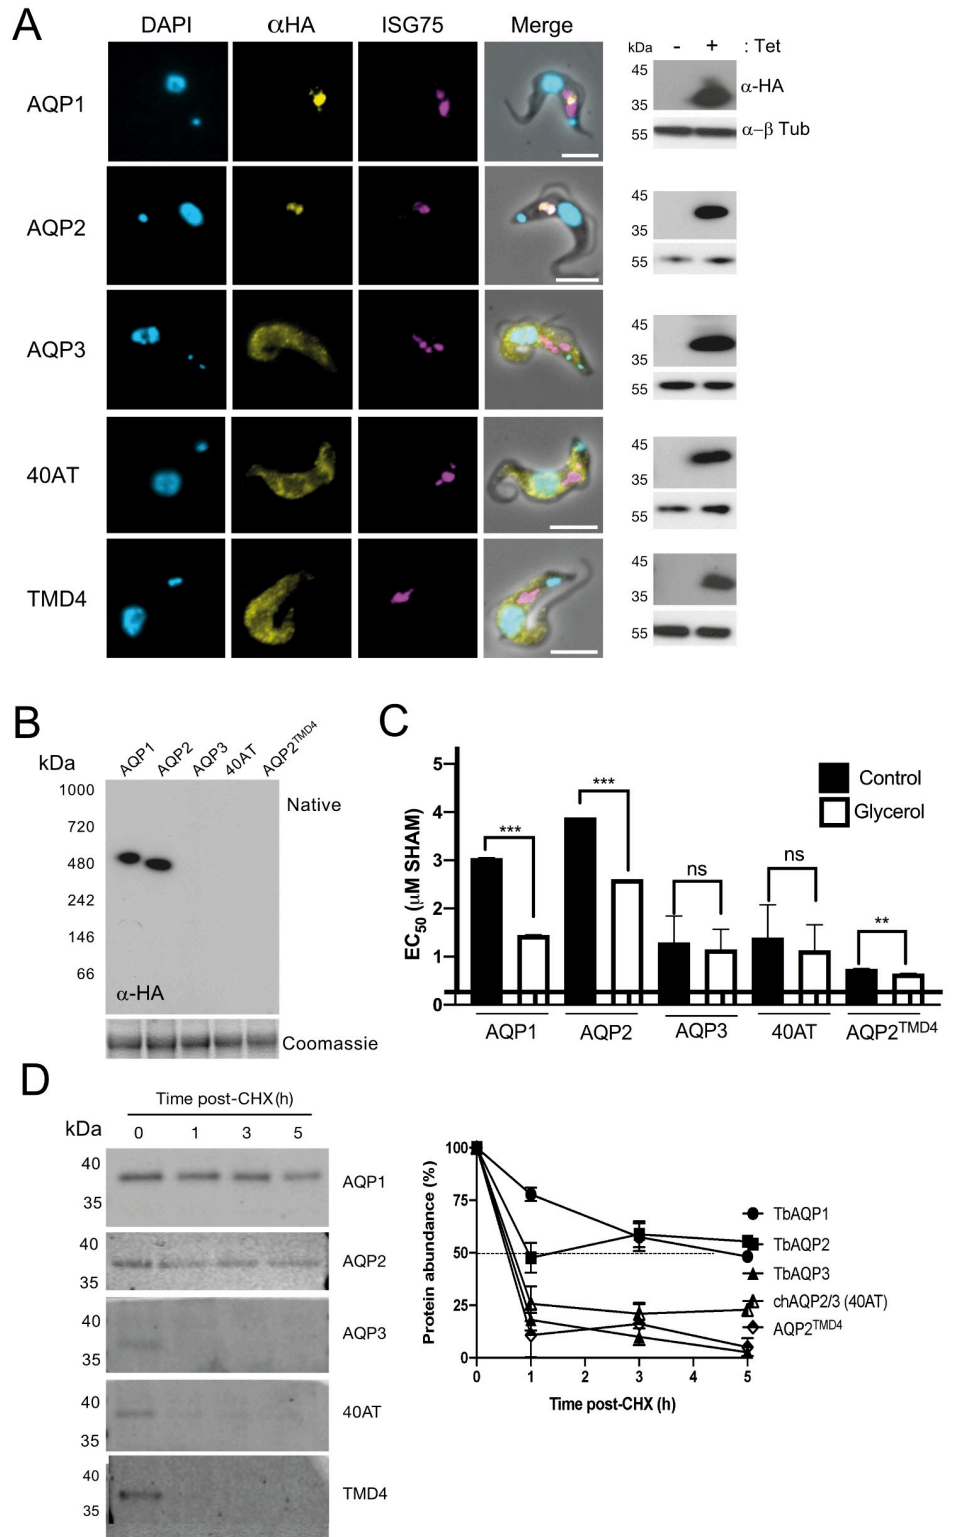 A
DAPI αHA ISG75 Merge
kDa - + : Tet
AQP1
45
35
α-HA
55
α-β Tub
AQP2
45
35
55
AQP3
45
35
55
40AT
45
35
55
TMD4
45
35
55
B
kDa
AQP1 AQP2 AQP3 40AT AQP2TMD4
1000
720
480
242
146
66
Native
α-HA
Coomassie
C
EC50 (μM SHAM)
5
4
3
2
1
0
*** *** ns ns **
Control
Glycerol
AQP1 AQP2 AQP3 40AT AQP2TMD4
D
Time post-CHX (h)
kDa 0 1 3 5
40
35
AQP1
40
35
AQP2
40
35
AQP3
40
35
40AT
40
35
TMD4
Protein abundance (%)
100
75
50
25
0
0 1 2 3 4 5
Time post-CHX (h)
TbAQP1
TbAQP2
TbAQP3
chAQP2/3 (40AT)
AQP2TMD4